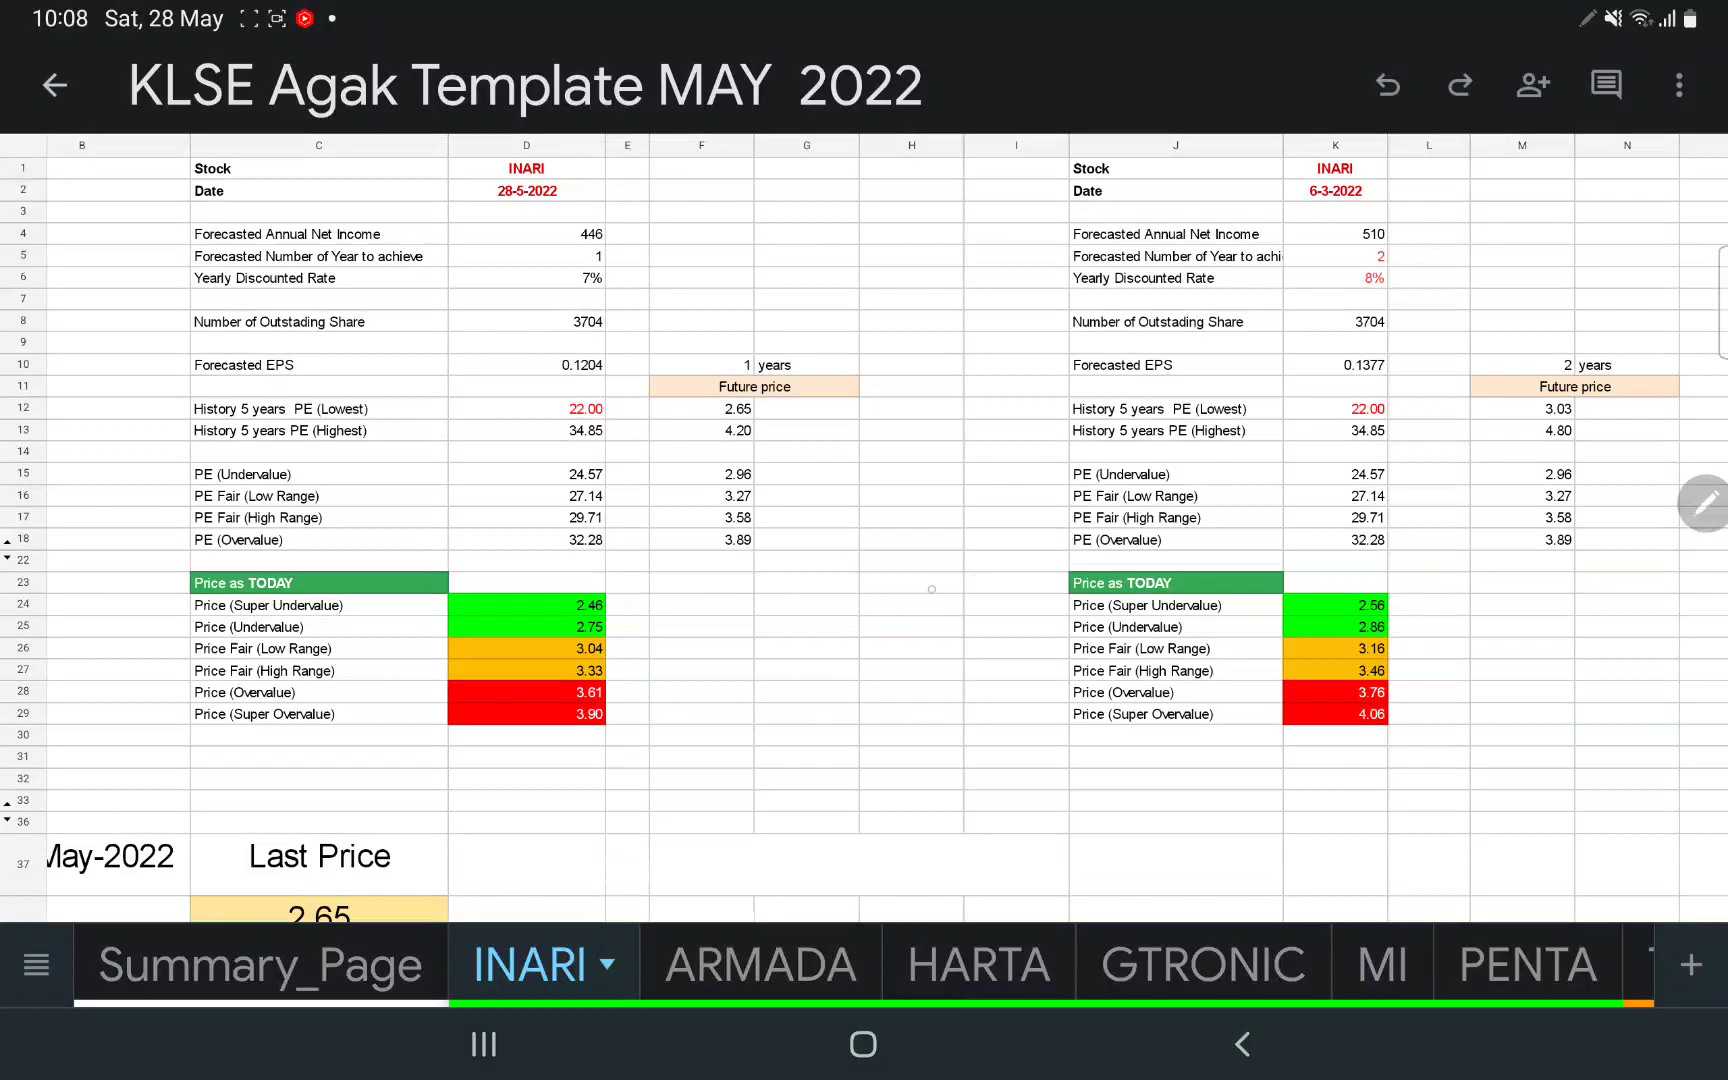 10:08 Sat, 28 May
KLSE Agak Template MAY 2022
B C D E F G H I J K L M N
1 Stock INARI Stock INARI
2 Date 28-5-2022 Date 6-3-2022
3
4 Forecasted Annual Net Income 446 Forecasted Annual Net Income 510
5 Forecasted Number of Year to achieve 1 Forecasted Number of Year to achi 2
6 Yearly Discounted Rate 7% Yearly Discounted Rate 8%
7
8 Number of Outstading Share 3704 Number of Outstading Share 3704
9
10 Forecasted EPS 0.1204 1 years Forecasted EPS 0.1377 2 years
11 Future price Future price
12 History 5 years PE (Lowest) 22.00 2.65 History 5 years PE (Lowest) 22.00 3.03
13 History 5 years PE (Highest) 34.85 4.20 History 5 years PE (Highest) 34.85 4.80
14
15 PE (Undervalue) 24.57 2.96 PE (Undervalue) 24.57 2.96
16 PE Fair (Low Range) 27.14 3.27 PE Fair (Low Range) 27.14 3.27
17 PE Fair (High Range) 29.71 3.58 PE Fair (High Range) 29.71 3.58
18 PE (Overvalue) 32.28 3.89 PE (Overvalue) 32.28 3.89
22
23 Price as TODAY Price as TODAY
24 Price (Super Undervalue) 2.46 Price (Super Undervalue) 2.56
25 Price (Undervalue) 2.75 Price (Undervalue) 2.86
26 Price Fair (Low Range) 3.04 Price Fair (Low Range) 3.16
27 Price Fair (High Range) 3.33 Price Fair (High Range) 3.46
28 Price (Overvalue) 3.61 Price (Overvalue) 3.76
29 Price (Super Overvalue) 3.90 Price (Super Overvalue) 4.06
30
31
32
33
36
37 May-2022 Last Price
2.65
Summary_Page INARI ARMADA HARTA GTRONIC MI PENTA